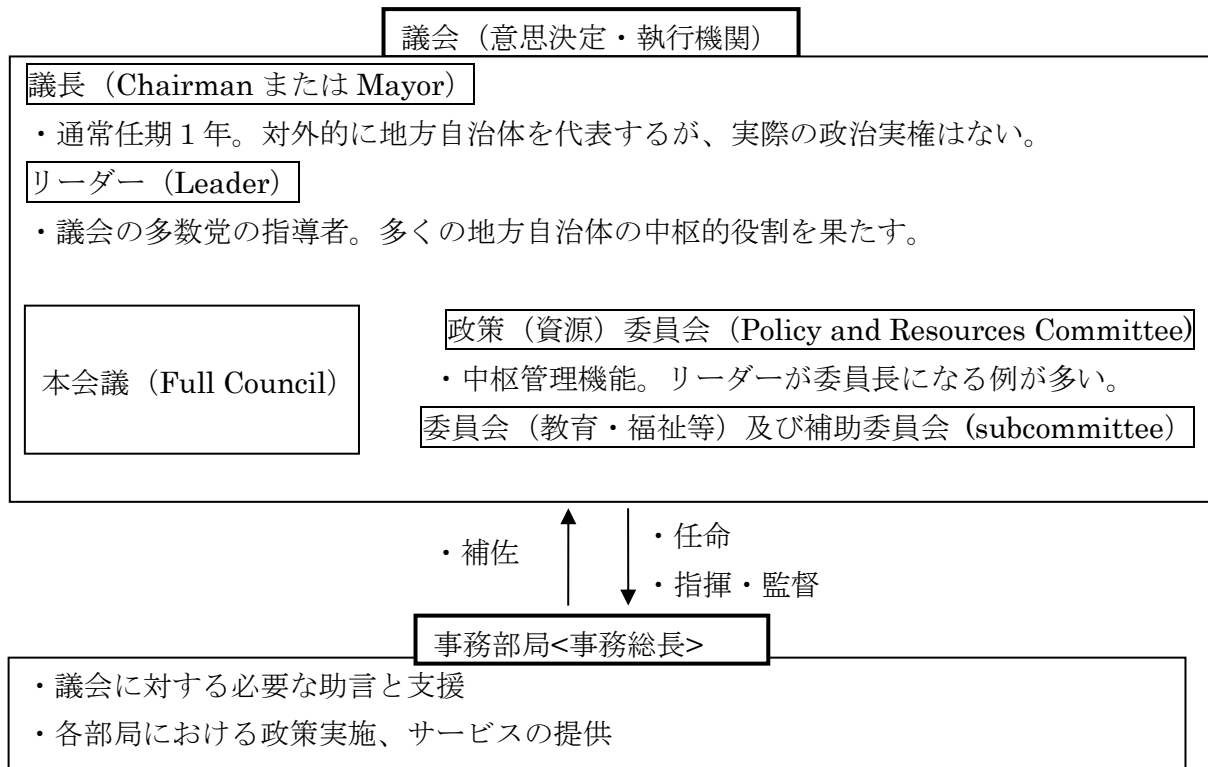 議会（意思決定・執行機関）
議長（Chairman または Mayor）
・通常任期１年。対外的に地方自治体を代表するが、実際の政治実権はない。
リーダー（Leader）
・議会の多数党の指導者。多くの地方自治体の中枢的役割を果たす。
本会議（Full Council）
政策（資源）委員会（Policy and Resources Committee)
・中枢管理機能。リーダーが委員長になる例が多い。
委員会（教育・福祉等）及び補助委員会 (subcommittee）
・補佐
・任命
・指揮・監督
事務部局<事務総長>
・議会に対する必要な助言と支援
・各部局における政策実施、サービスの提供